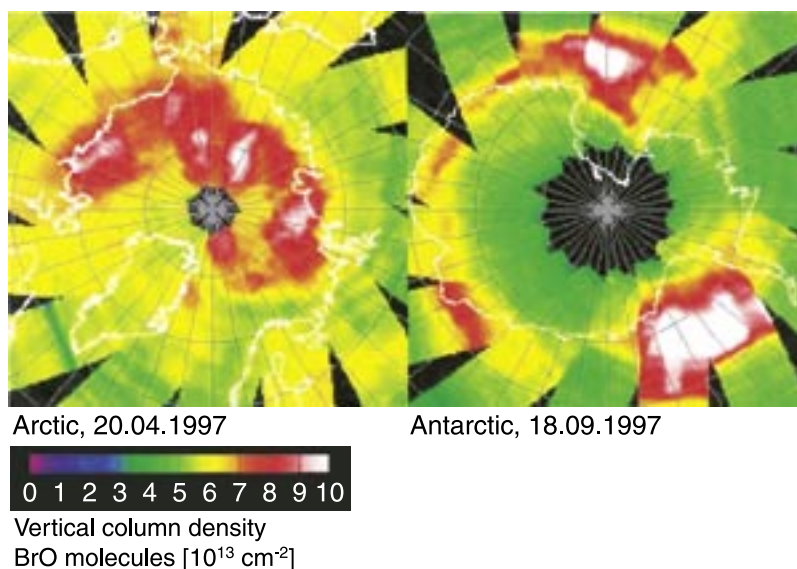 Arctic, 20.04.1997
Antarctic, 18.09.1997
0 1 2 3 4 5 6 7 8 9 10
Vertical column density
BrO molecules [10¹³ cm⁻²]